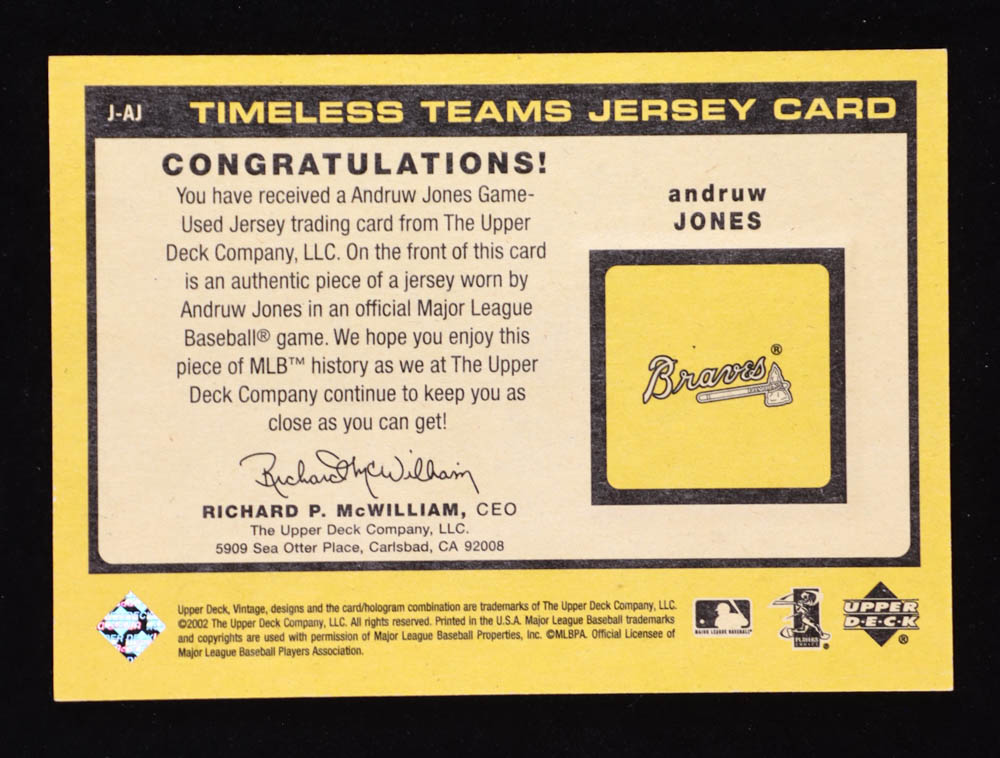 J-AJ TIMELESS TEAMS JERSEY CARD
CONGRATULATIONS!
You have received a Andruw Jones Game-
Used Jersey trading card from The Upper
Deck Company, LLC. On the front of this card
is an authentic piece of a jersey worn by
Andruw Jones in an official Major League
Baseball® game. We hope you enjoy this
piece of MLB™ history as we at The Upper
Deck Company continue to keep you as
close as you can get!
Richard McWilliam
RICHARD P. McWILLIAM, CEO
The Upper Deck Company, LLC.
5909 Sea Otter Place, Carlsbad, CA 92008
andruw
JONES
Braves®
Upper Deck, Vintage, designs and the card/hologram combination are trademarks of The Upper Deck Company, LLC.
©2002 The Upper Deck Company, LLC. All rights reserved. Printed in the U.S.A. Major League Baseball trademarks
and copyrights are used with permission of Major League Baseball Properties, Inc. ©MLBPA. Official Licensee of
Major League Baseball Players Association.
MAJOR LEAGUE BASEBALL
PLAYERS
CHOICE
UPPER
D·E·C·K
®